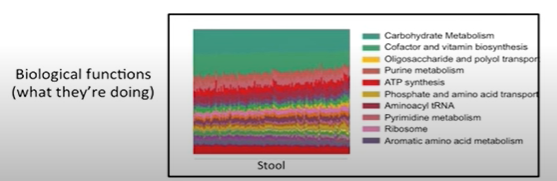 Biological functions
(what they're doing)
Carbohydrate Metabolism
Cofactor and vitamin biosynthesis
Oligosaccharide and polyol transpor
Purine metabolism
ATP synthesis
Phosphate and amino acid transport
Aminoacyl tRNA
Pyrimidine metabolism
Ribosome
Aromatic amino acid metabolism
Stool